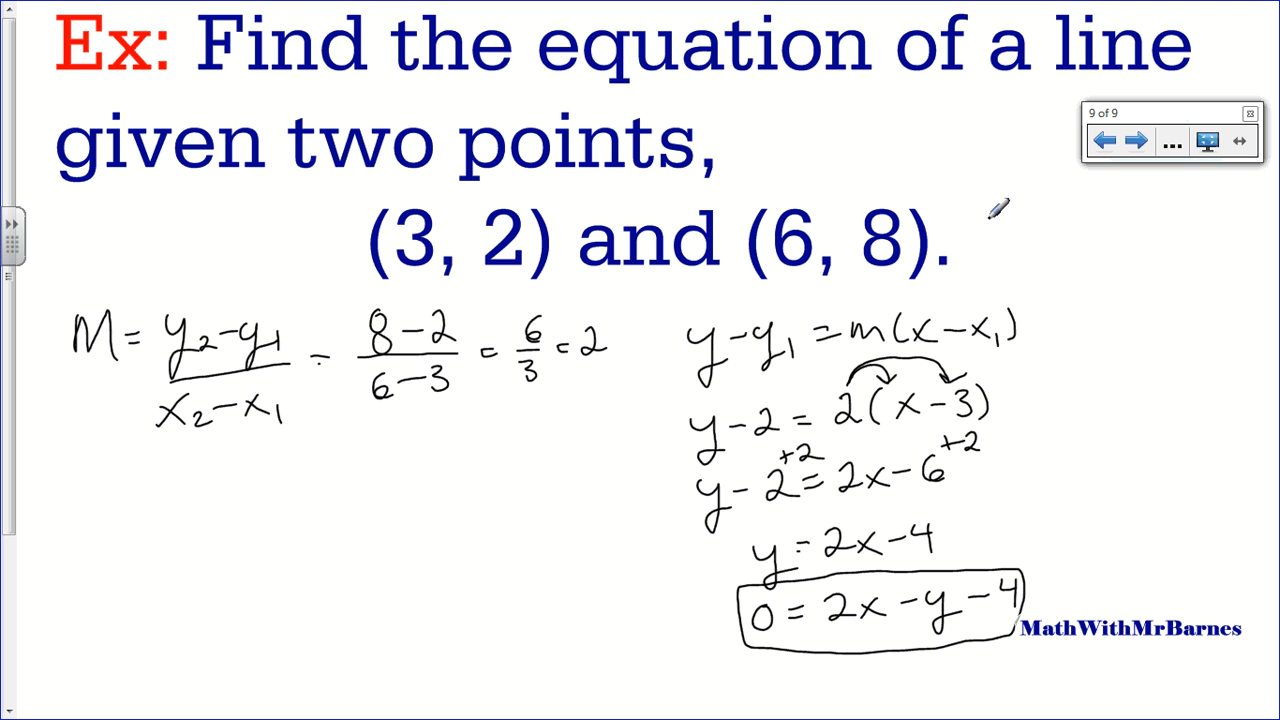 Ex: Find the equation of a line
given two points,
(3, 2) and (6, 8).
9 of 9
...
M = y₂-y₁ / x₂-x₁ = 8-2 / 6-3 = 6/3 = 2
y-y₁ = m(x-x₁)
y-2 = 2(x-3)
y-2+2 = 2x-6+2
y = 2x-4
0 = 2x-y-4
MathWithMrBarnes